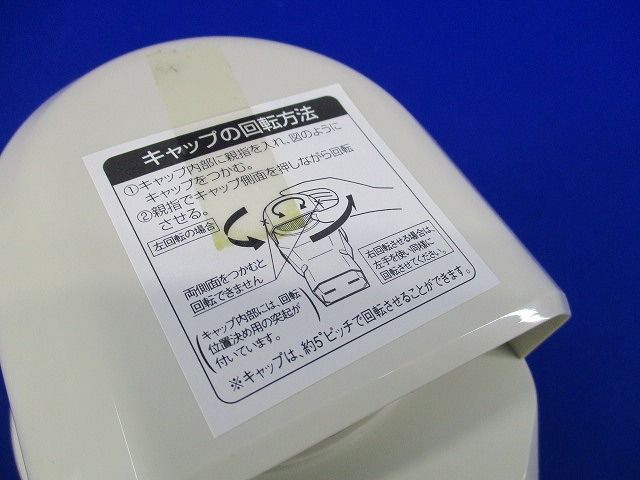 キャップの回転方法
①キャップ内部に親指を入れ、図のように
キャップをつかむ。
②親指でキャップ側面を押しながら回転
させる。
左回転の場合
両側面をつかむと
回転できません
右回転させる場合は、
左手を使い、同様に
回転させてください。
キャップ内部には、回転
位置決め用の突起が
付いています。
※キャップは、約5°ピッチで回転させることができます。